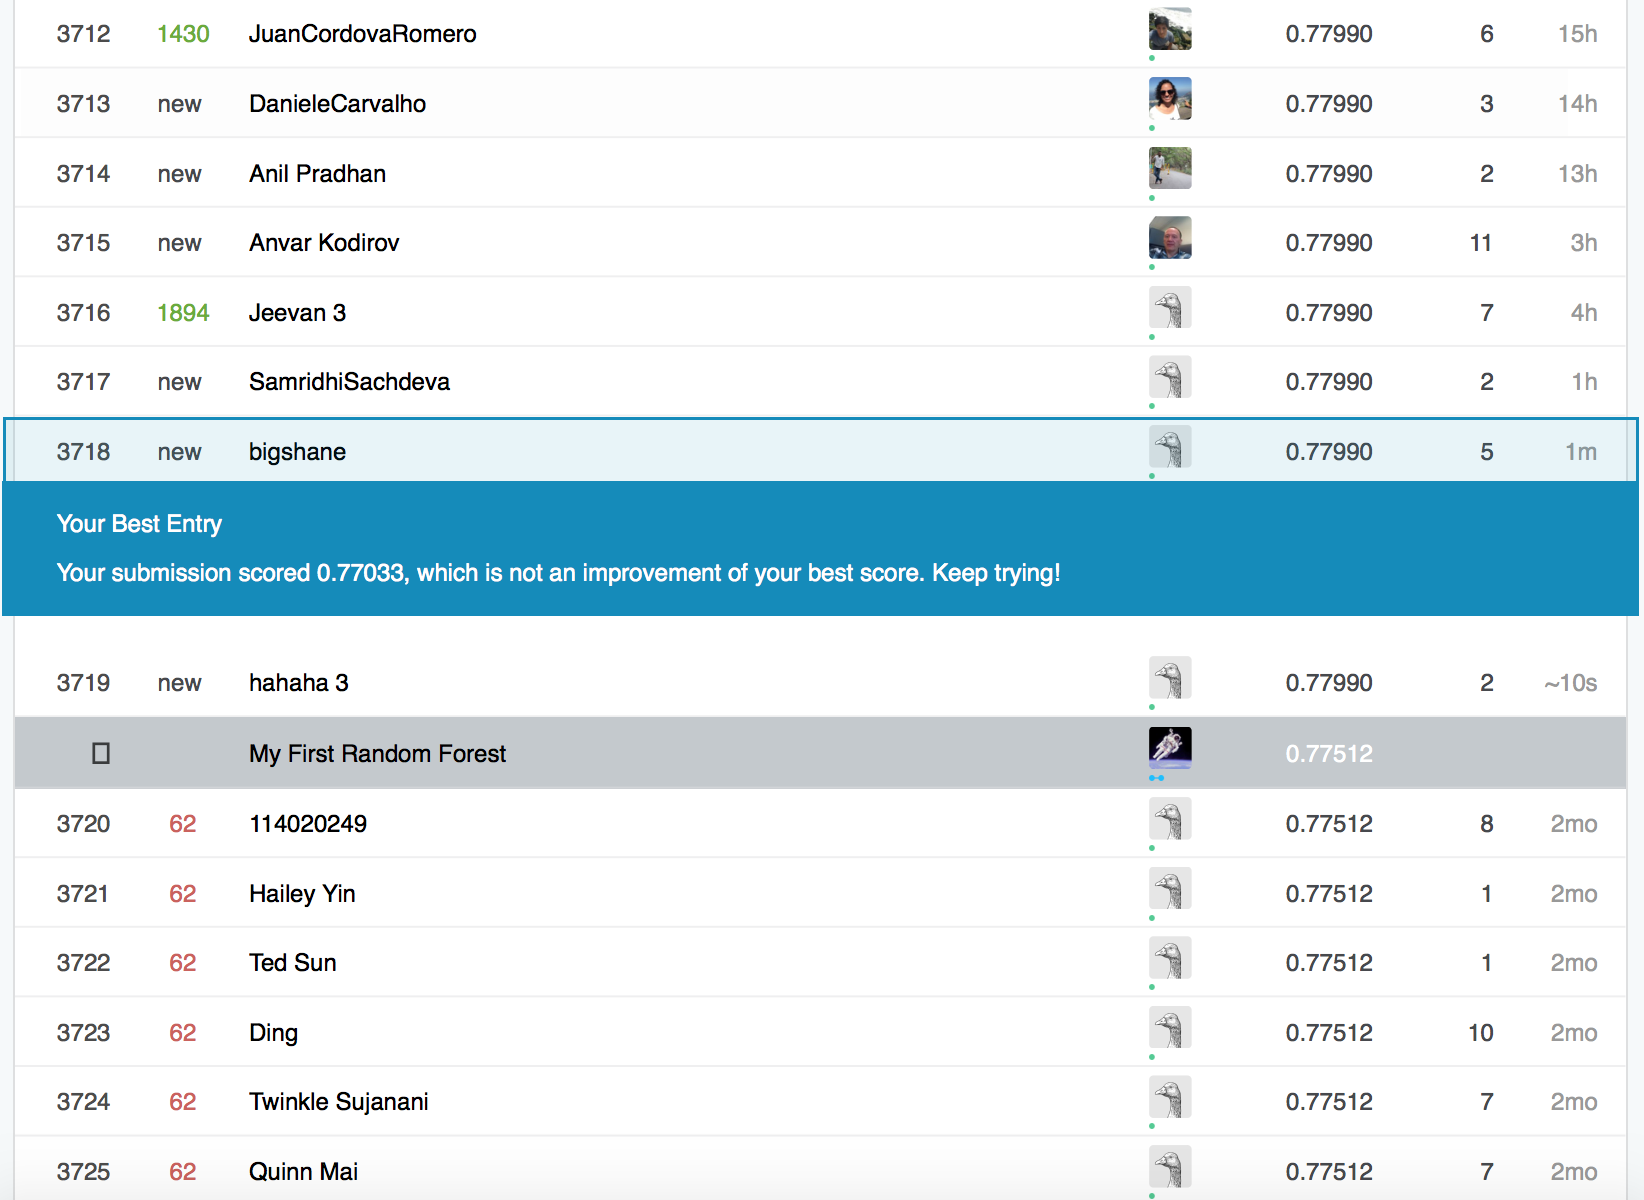 3712 1430 JuanCordovaRomero 0.77990 6 15h
3713 new DanieleCarvalho 0.77990 3 14h
3714 new Anil Pradhan 0.77990 2 13h
3715 new Anvar Kodirov 0.77990 11 3h
3716 1894 Jeevan 3 0.77990 7 4h
3717 new SamridhiSachdeva 0.77990 2 1h
3718 new bigshane 0.77990 5 1m
Your Best Entry
Your submission scored 0.77033, which is not an improvement of your best score. Keep trying!
3719 new hahaha 3 0.77990 2 ~10s
My First Random Forest 0.77512
3720 62 114020249 0.77512 8 2mo
3721 62 Hailey Yin 0.77512 1 2mo
3722 62 Ted Sun 0.77512 1 2mo
3723 62 Ding 0.77512 10 2mo
3724 62 Twinkle Sujanani 0.77512 7 2mo
3725 62 Quinn Mai 0.77512 7 2mo